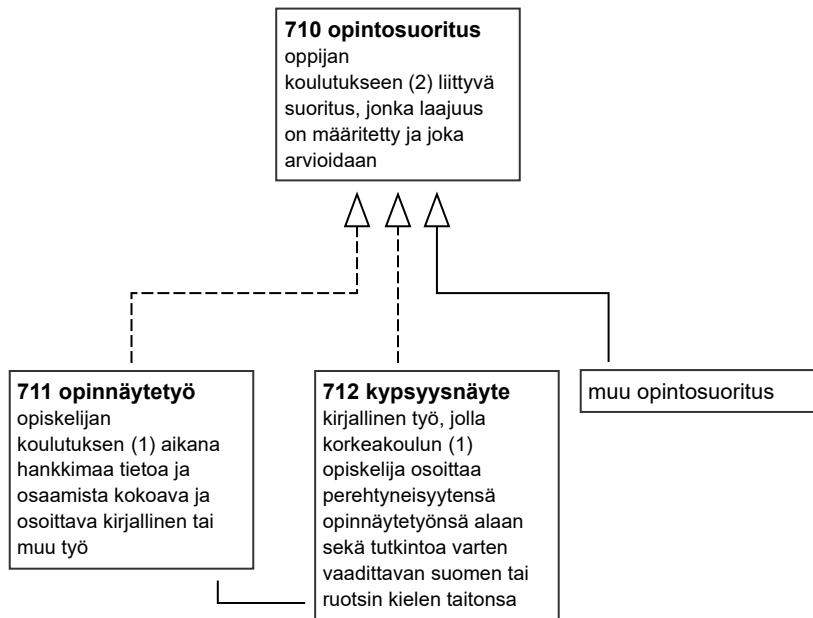 710 opintosuoritus
oppijan
koulutukseen (2) liittyvä
suoritus, jonka laajuus
on määritetty ja joka
arvioidaan
711 opinnäytetyö
opiskelijan
koulutuksen (1) aikana
hankkimaa tietoa ja
osaamista kokoava ja
osoittava kirjallinen tai
muu työ
712 kypsyysnäyte
kirjallinen työ, jolla
korkeakoulun (1)
opiskelija osoittaa
perehtyneisyytensä
opinnäytetyönsä alaan
sekä tutkintoa varten
vaadittavan suomen tai
ruotsin kielen taitonsa
muu opintosuoritus